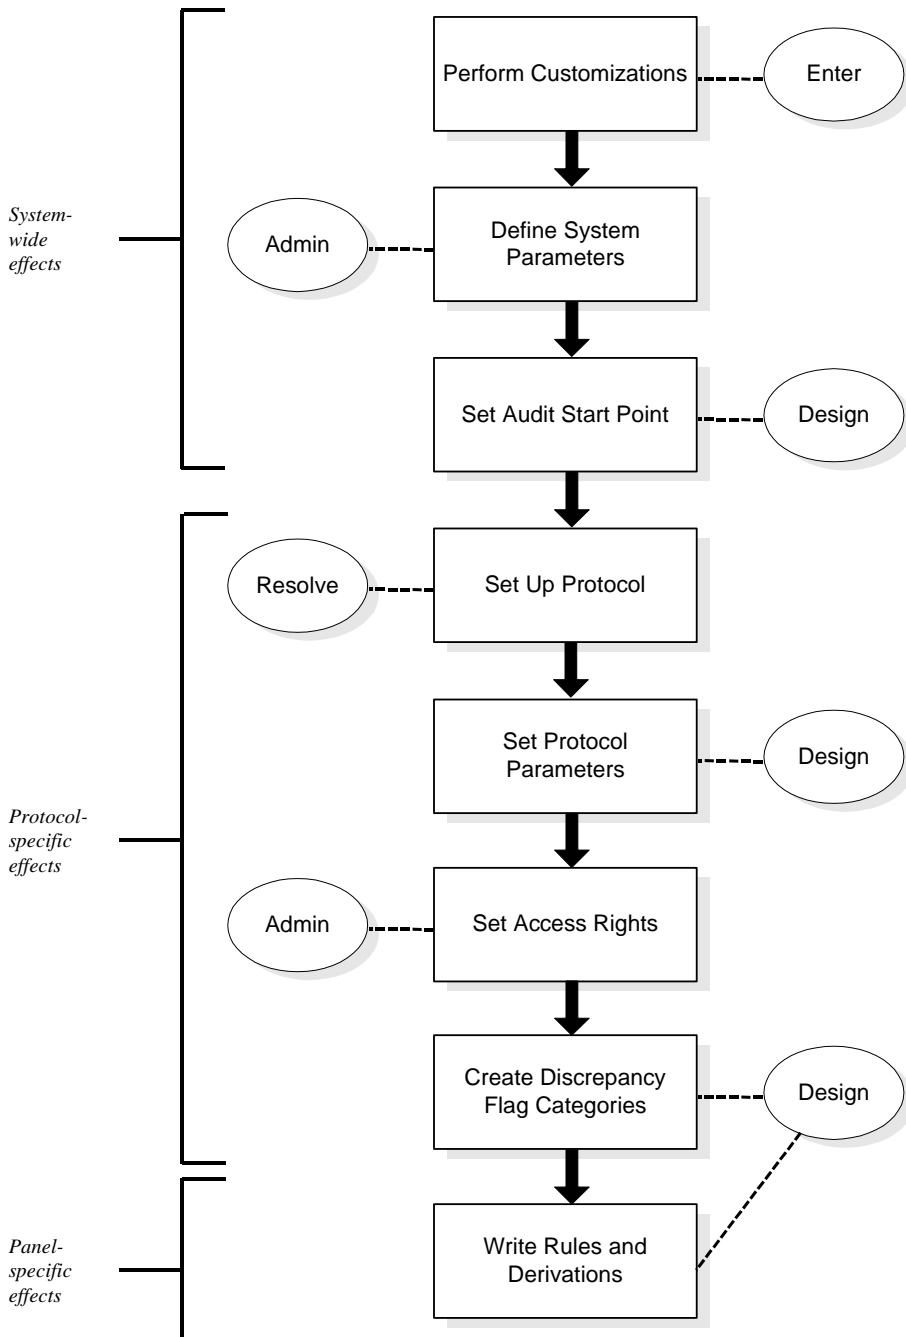 Perform Customizations
Enter
System-
wide
effects
Admin
Define System
Parameters
Set Audit Start Point
Design
Resolve
Set Up Protocol
Set Protocol
Parameters
Design
Protocol-
specific
effects
Admin
Set Access Rights
Create Discrepancy
Flag Categories
Design
Panel-
specific
effects
Write Rules and
Derivations